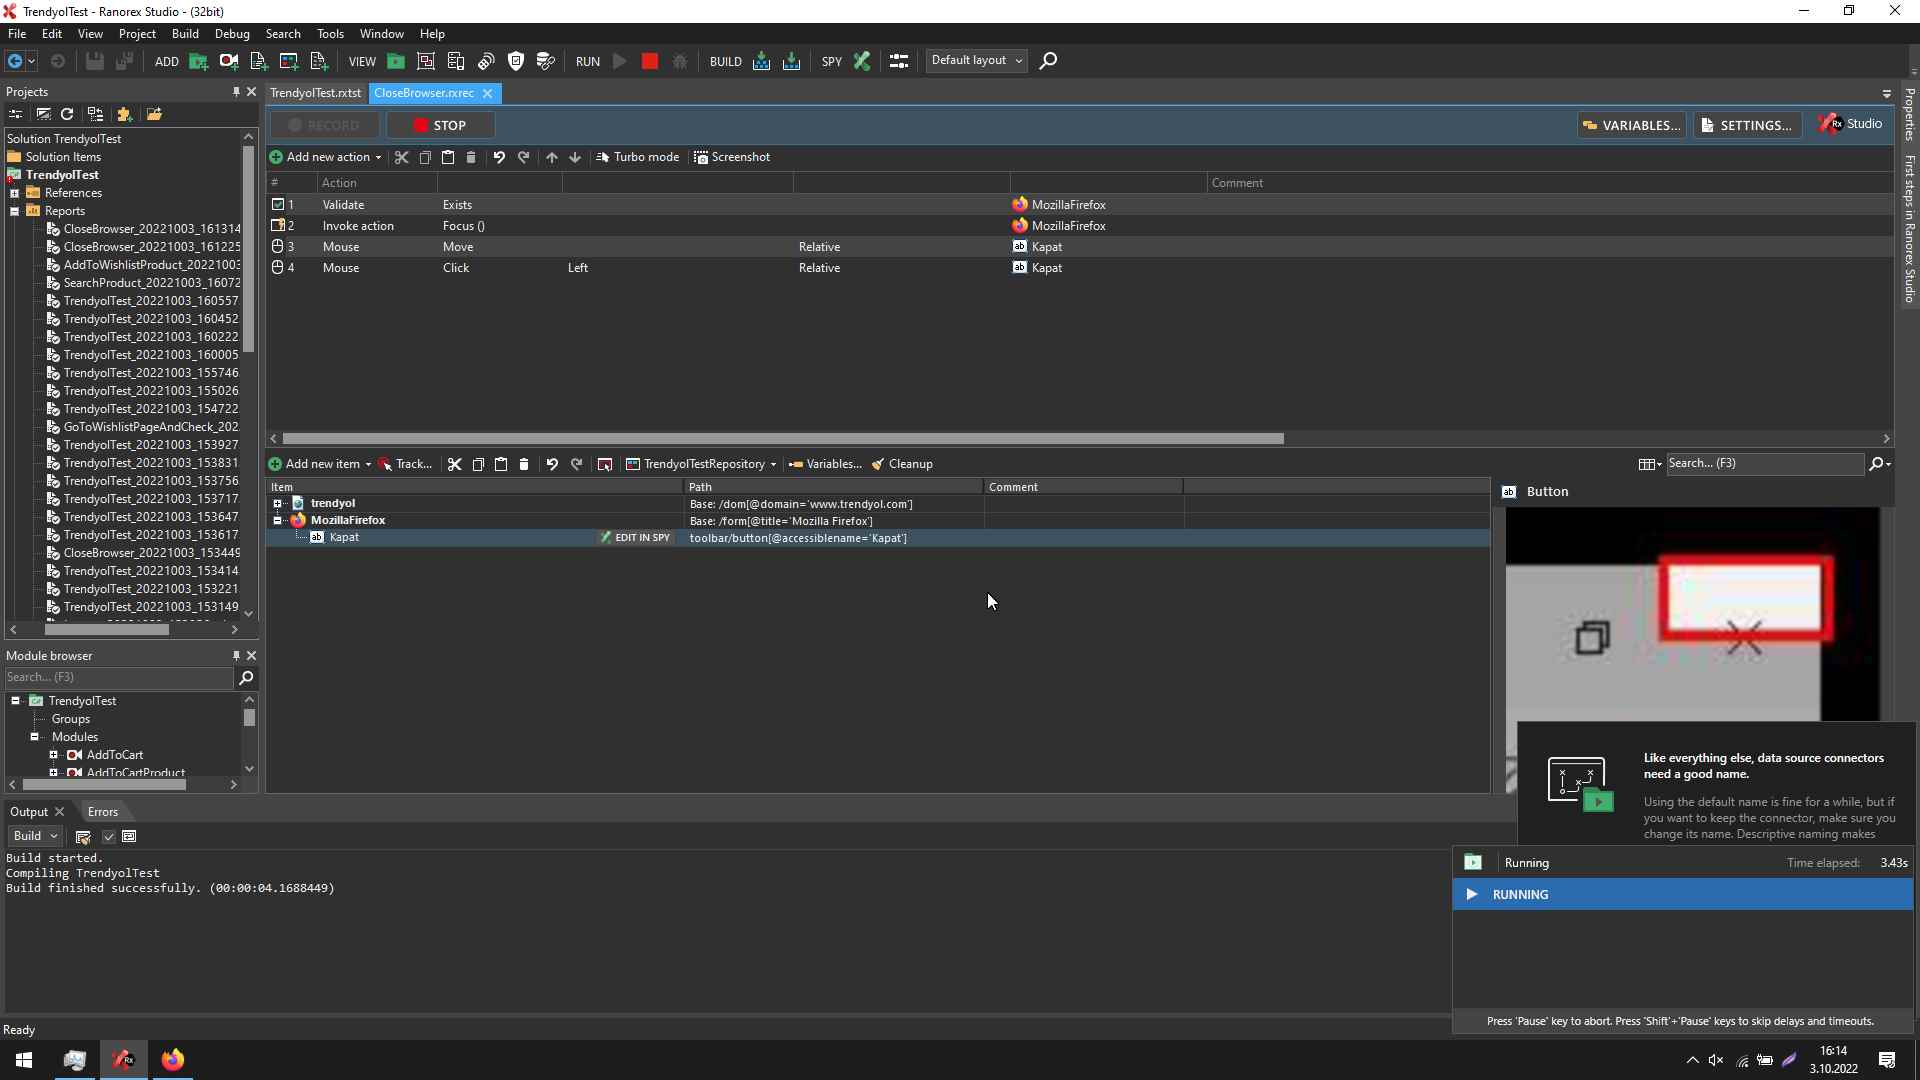 TrendyolTest - Ranorex Studio - (32bit)
File Edit View Project Build Debug Search Tools Window Help
ADD VIEW RUN BUILD SPY Default layout
Projects
TrendyolTest.rxtst CloseBrowser.rxrec
RECORD STOP VARIABLES... SETTINGS... Rx Studio
Properties
First steps in Ranorex Studio
Solution TrendyolTest
Solution Items
TrendyolTest
References
Reports
CloseBrowser_20221003_161314
CloseBrowser_20221003_161225
AddToWishlistProduct_20221003
SearchProduct_20221003_16072
TrendyolTest_20221003_160557
TrendyolTest_20221003_160452
TrendyolTest_20221003_160222
TrendyolTest_20221003_160005
TrendyolTest_20221003_155746
TrendyolTest_20221003_155026
TrendyolTest_20221003_154722
GoToWishlistPageAndCheck_202
TrendyolTest_20221003_153927
TrendyolTest_20221003_153831
TrendyolTest_20221003_153756
TrendyolTest_20221003_153717
TrendyolTest_20221003_153647
TrendyolTest_20221003_153617
CloseBrowser_20221003_153449
TrendyolTest_20221003_153414
TrendyolTest_20221003_153221
TrendyolTest_20221003_153149
Add new action Turbo mode Screenshot
# Action Comment
1 Validate Exists MozillaFirefox
2 Invoke action Focus () MozillaFirefox
3 Mouse Move Relative ab Kapat
4 Mouse Click Left Relative ab Kapat
Add new item Track... TrendyolTestRepository Variables... Cleanup Search... (F3)
Item Path Comment
trendyol Base: /dom[@domain='www.trendyol.com']
MozillaFirefox Base: /form[@title='Mozilla Firefox']
ab Kapat EDIT IN SPY toolbar/button[@accessiblename='Kapat']
ab Button
Module browser
Search... (F3)
TrendyolTest
Groups
Modules
AddToCart
AddToCartProduct
Like everything else, data source connectors
need a good name.
Using the default name is fine for a while, but if
you want to keep the connector, make sure you
change its name. Descriptive naming makes
Output Errors
Build
Build started.
Compiling TrendyolTest
Build finished successfully. (00:00:04.1688449)
Running Time elapsed: 3.43s
RUNNING
Press 'Pause' key to abort. Press 'Shift'+'Pause' keys to skip delays and timeouts.
Ready
Rx
16:14
3.10.2022